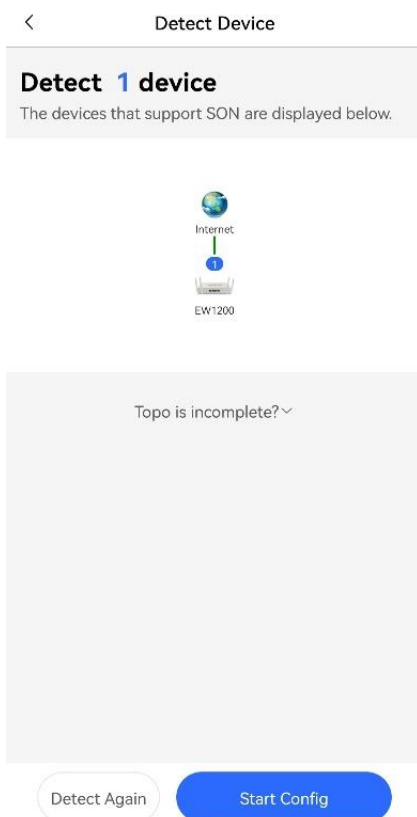 Detect Device
Detect 1 device
The devices that support SON are displayed below.
Internet
1
EW1200
Topo is incomplete?
Detect Again
Start Config